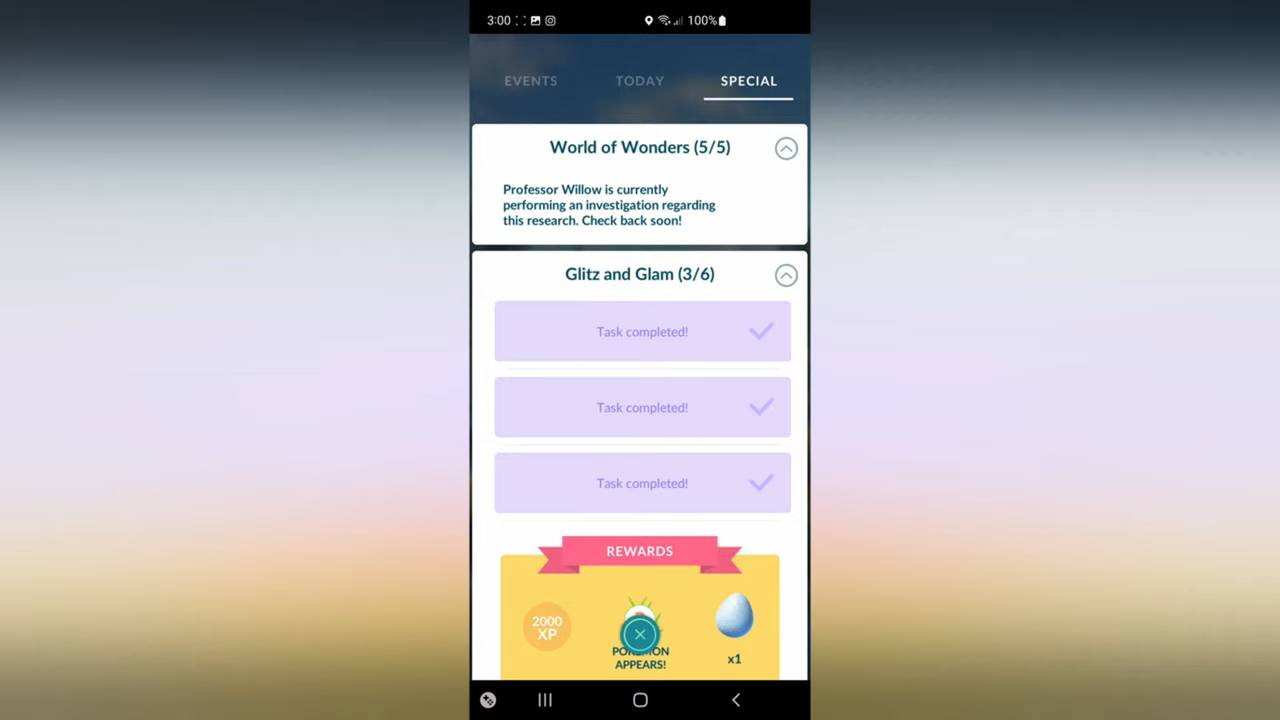 3:00
100%
EVENTS
TODAY
SPECIAL
World of Wonders (5/5)
Professor Willow is currently
performing an investigation regarding
this research. Check back soon!
Glitz and Glam (3/6)
Task completed!
Task completed!
Task completed!
REWARDS
2000
XP
APPEARS!
x1